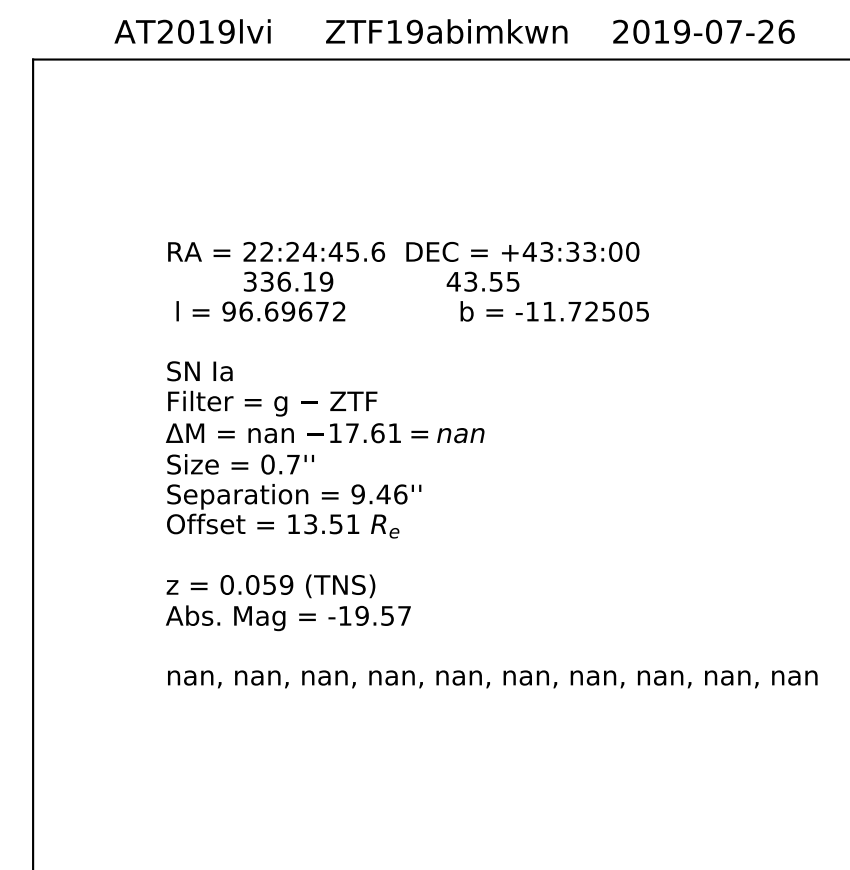 AT2019lvi ZTF19abimkwn 2019-07-26
RA = 22:24:45.6 DEC = +43:33:00
336.19 43.55
l = 96.69672 b = -11.72505
SN Ia
Filter = g − ZTF
ΔM = nan −17.61 = nan
Size = 0.7''
Separation = 9.46''
Offset = 13.51 Re
z = 0.059 (TNS)
Abs. Mag = -19.57
nan, nan, nan, nan, nan, nan, nan, nan, nan, nan